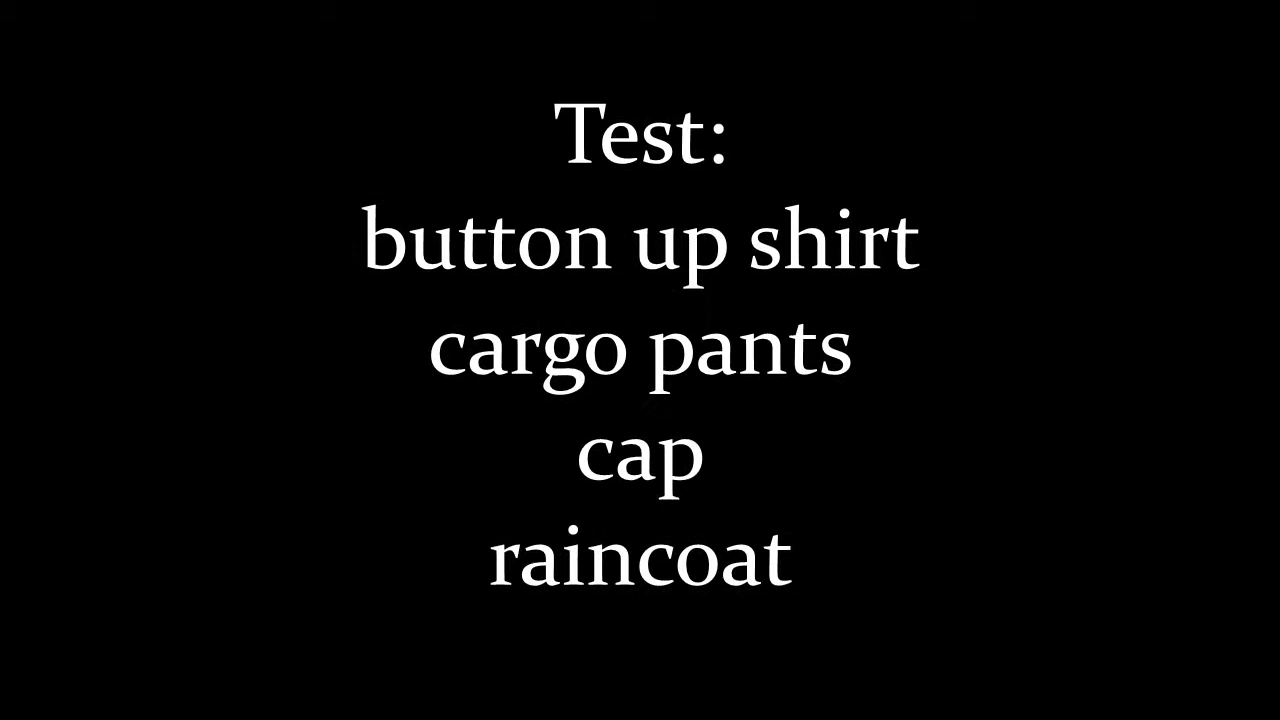 Test:
button up shirt
cargo pants
cap
raincoat